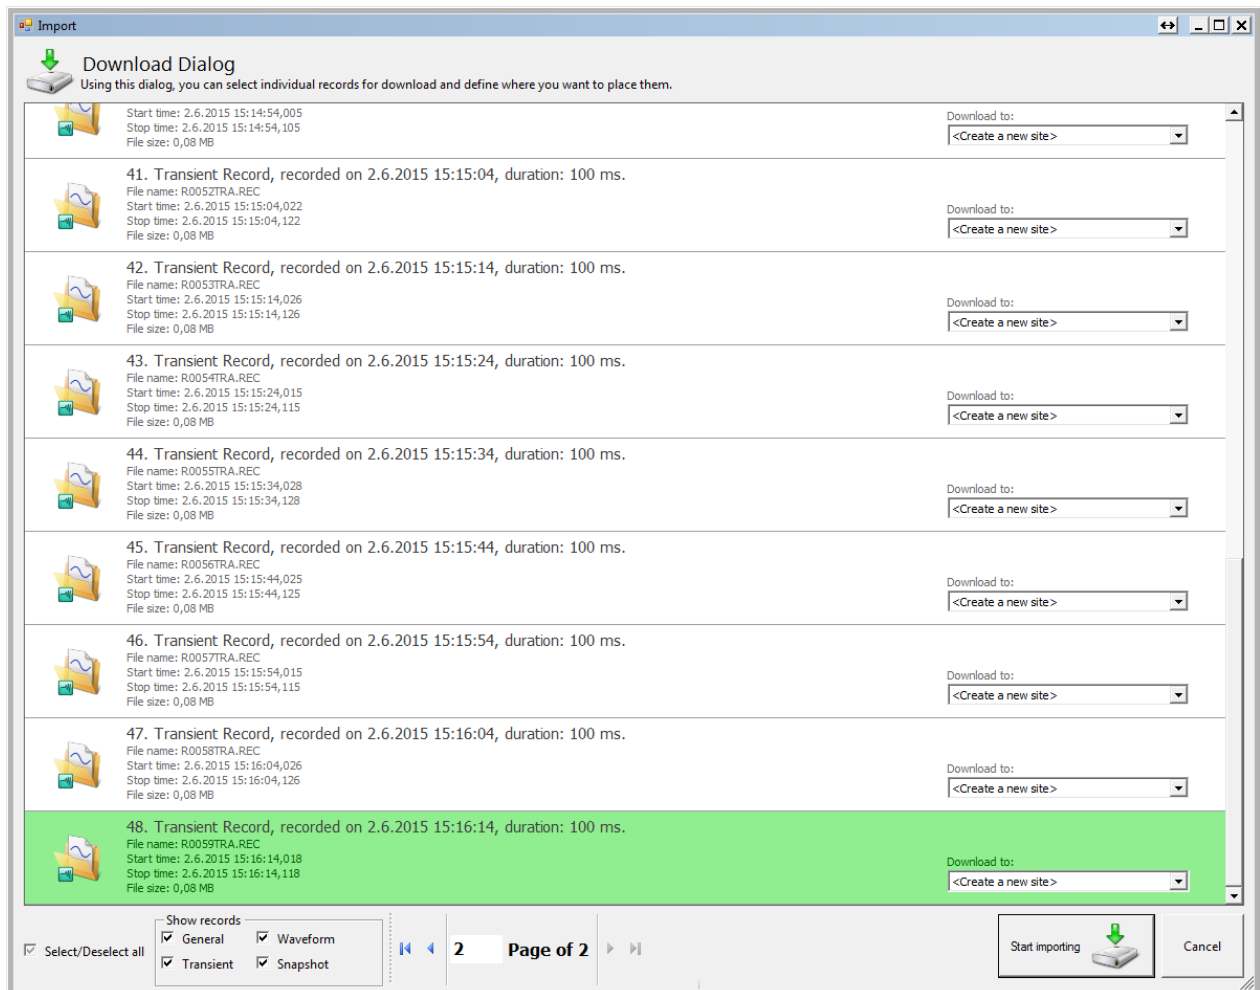 Import
Download Dialog
Using this dialog, you can select individual records for download and define where you want to place them.
Start time: 2.6.2015 15:14:54,005
Stop time: 2.6.2015 15:14:54,105
File size: 0,08 MB
Download to:
<Create a new site>
41. Transient Record, recorded on 2.6.2015 15:15:04, duration: 100 ms.
File name: R0052TRA.REC
Start time: 2.6.2015 15:15:04,022
Stop time: 2.6.2015 15:15:04,122
File size: 0,08 MB
Download to:
<Create a new site>
42. Transient Record, recorded on 2.6.2015 15:15:14, duration: 100 ms.
File name: R0053TRA.REC
Start time: 2.6.2015 15:15:14,026
Stop time: 2.6.2015 15:15:14,126
File size: 0,08 MB
Download to:
<Create a new site>
43. Transient Record, recorded on 2.6.2015 15:15:24, duration: 100 ms.
File name: R0054TRA.REC
Start time: 2.6.2015 15:15:24,015
Stop time: 2.6.2015 15:15:24,115
File size: 0,08 MB
Download to:
<Create a new site>
44. Transient Record, recorded on 2.6.2015 15:15:34, duration: 100 ms.
File name: R0055TRA.REC
Start time: 2.6.2015 15:15:34,028
Stop time: 2.6.2015 15:15:34,128
File size: 0,08 MB
Download to:
<Create a new site>
45. Transient Record, recorded on 2.6.2015 15:15:44, duration: 100 ms.
File name: R0056TRA.REC
Start time: 2.6.2015 15:15:44,025
Stop time: 2.6.2015 15:15:44,125
File size: 0,08 MB
Download to:
<Create a new site>
46. Transient Record, recorded on 2.6.2015 15:15:54, duration: 100 ms.
File name: R0057TRA.REC
Start time: 2.6.2015 15:15:54,015
Stop time: 2.6.2015 15:15:54,115
File size: 0,08 MB
Download to:
<Create a new site>
47. Transient Record, recorded on 2.6.2015 15:16:04, duration: 100 ms.
File name: R0058TRA.REC
Start time: 2.6.2015 15:16:04,026
Stop time: 2.6.2015 15:16:04,126
File size: 0,08 MB
Download to:
<Create a new site>
48. Transient Record, recorded on 2.6.2015 15:16:14, duration: 100 ms.
File name: R0059TRA.REC
Start time: 2.6.2015 15:16:14,018
Stop time: 2.6.2015 15:16:14,118
File size: 0,08 MB
Download to:
<Create a new site>
Select/Deselect all
Show records
General
Waveform
Transient
Snapshot
2 Page of 2
Start importing
Cancel